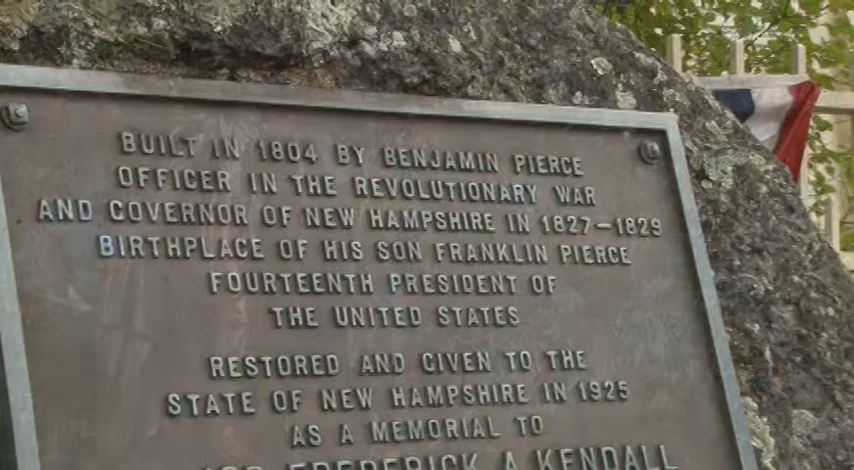 BUILT IN 1804 BY BENJAMIN PIERCE
OFFICER IN THE REVOLUTIONARY WAR
AND GOVERNOR OF NEW HAMPSHIRE IN 1827–1829
BIRTHPLACE OF HIS SON FRANKLIN PIERCE
FOURTEENTH PRESIDENT OF
THE UNITED STATES
RESTORED AND GIVEN TO THE
STATE OF NEW HAMPSHIRE IN 1925
AS A MEMORIAL TO
FREDERICK A KENDALL